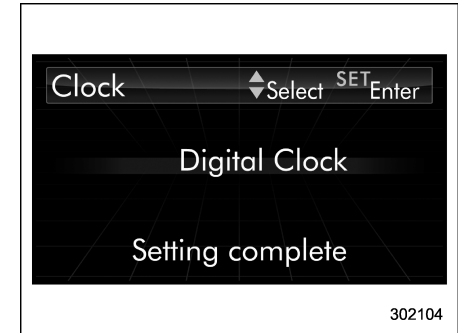 Clock Select SET Enter
Digital Clock
Setting complete
302104